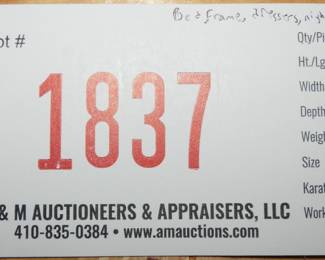 Bed frame, dressers, nigh
ot #
Qty/Pi
Ht./Lg
Width
Depth
Weigh
Size
Karat
Work
1837
& M AUCTIONEERS & APPRAISERS, LLC
410-835-0384 • www.amauctions.com